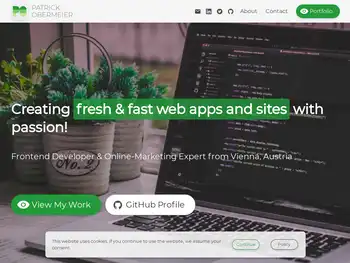 PATRICK
OBERMEIER
About
Contact
Portfolio
Creating fresh & fast web apps and sites with
passion!
Frontend Developer & Online-Marketing Expert from Vienna, Austria
View My Work
GitHub Profile
This website uses cookies. If you continue to use the website, we assume your
consent.
Continue
Policy